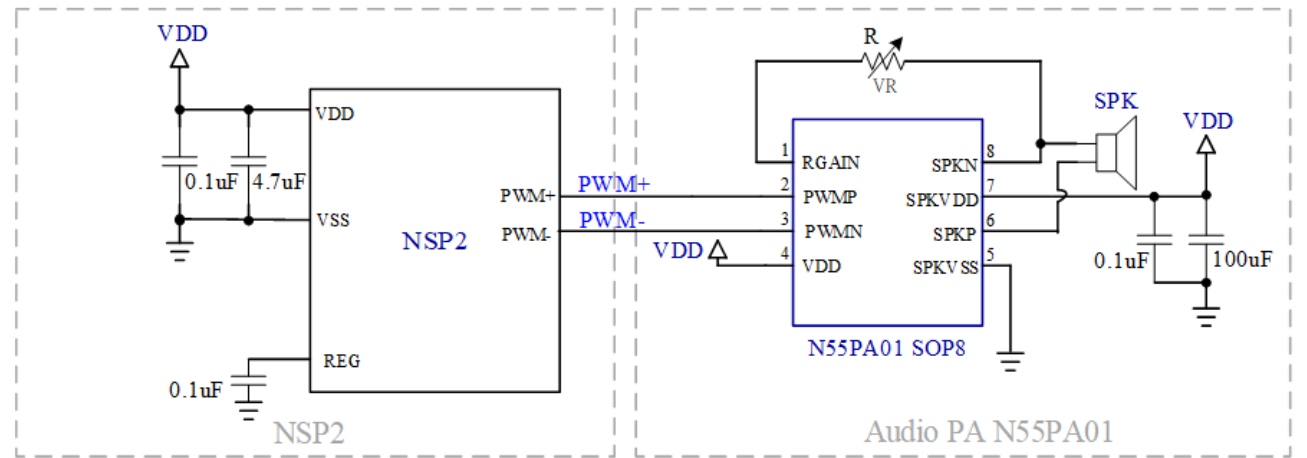 VDD
VDD
0.1uF
4.7uF
VSS
PWM+
PWM-
NSP2
REG
0.1uF
NSP2
PWM+
PWM-
R
VR
SPK
VDD
1
RGAIN
SPKN
8
2
PWMP
SPKVDD
7
3
PWMN
SPKP
6
VDD
4
VDD
SPKVSS
5
0.1uF
100uF
N55PA01 SOP8
Audio PA N55PA01